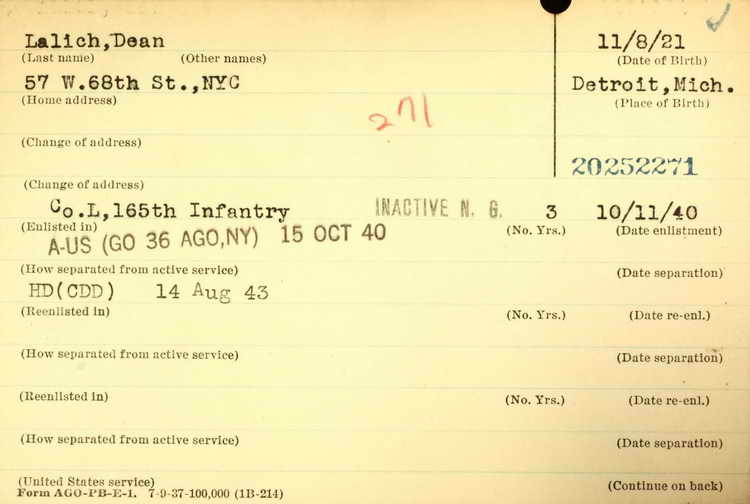 Lalich,Dean 11/8/21
(Last name) (Other names) (Date of Birth)
57 W.68th St.,NYC Detroit,Mich.
(Home address) (Place of Birth)
271
(Change of address)
20252271
(Change of address)
Co.L,165th Infantry INACTIVE N. G. 3 10/11/40
(Enlisted in) (No. Yrs.) (Date enlistment)
A-US (GO 36 AGO,NY) 15 OCT 40
(How separated from active service) (Date separation)
HD(CDD) 14 Aug 43
(Reenlisted in) (No. Yrs.) (Date re-enl.)
(How separated from active service) (Date separation)
(Reenlisted in) (No. Yrs.) (Date re-enl.)
(How separated from active service) (Date separation)
(United States service) (Continue on back)
Form AGO-PB-E-1. 7-9-37-100,000 (1B-214)